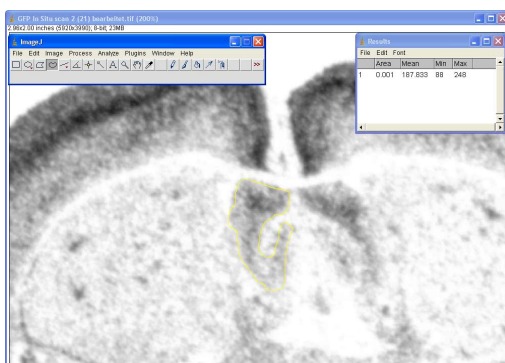 GFP In Situ scan 2 (21) bearbeitet.tif (200%)
2.96x2.00 inches (5920x3990); 8-bit; 23MB
ImageJ
File Edit Image Process Analyze Plugins Window Help
A
>>
Results
File Edit Font
Area Mean Min Max
1 0.001 187.833 88 248